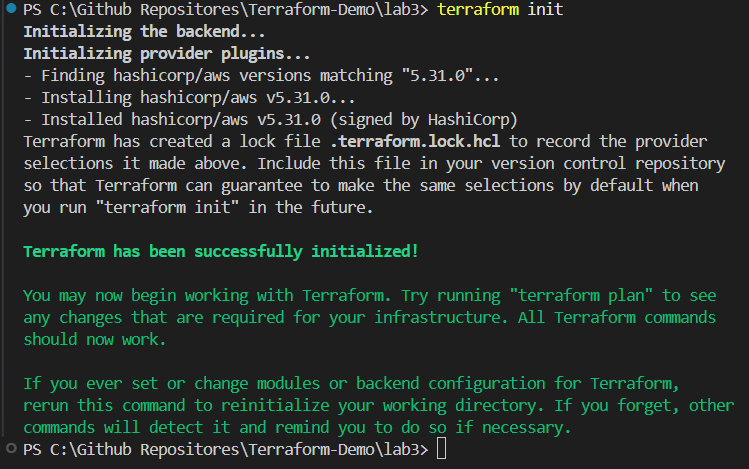 PS C:\Github Repositores\Terraform-Demo\lab3> terraform init
Initializing the backend...
Initializing provider plugins...
- Finding hashicorp/aws versions matching "5.31.0"...
- Installing hashicorp/aws v5.31.0...
- Installed hashicorp/aws v5.31.0 (signed by HashiCorp)
Terraform has created a lock file .terraform.lock.hcl to record the provider
selections it made above. Include this file in your version control repository
so that Terraform can guarantee to make the same selections by default when
you run "terraform init" in the future.
Terraform has been successfully initialized!
You may now begin working with Terraform. Try running "terraform plan" to see
any changes that are required for your infrastructure. All Terraform commands
should now work.
If you ever set or change modules or backend configuration for Terraform,
rerun this command to reinitialize your working directory. If you forget, other
commands will detect it and remind you to do so if necessary.
PS C:\Github Repositores\Terraform-Demo\lab3>